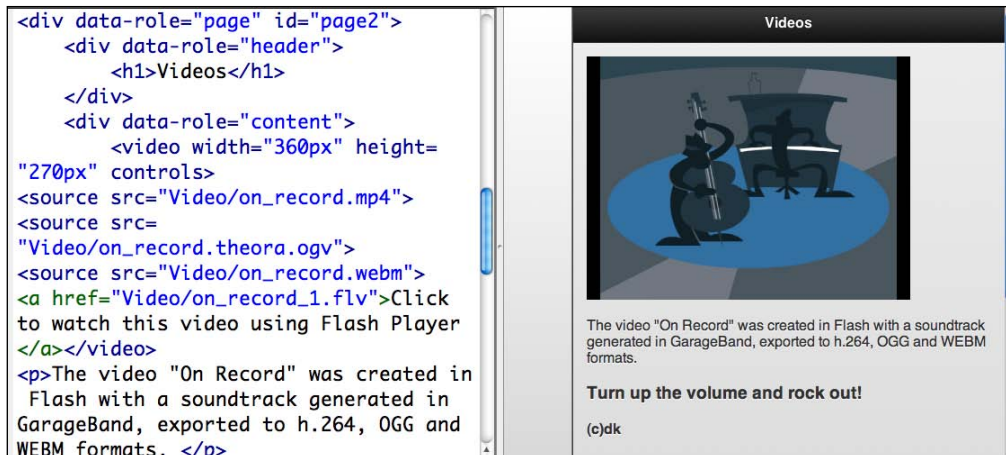 <div data-role="page" id="page2">
<div data-role="header">
<h1>Videos</h1>
</div>
<div data-role="content">
<video width="360px" height=
"270px" controls>
<source src="Video/on_record.mp4">
<source src=
"Video/on_record.theora.ogv">
<source src="Video/on_record.webm">
<a href="Video/on_record_1.flv">Click
to watch this video using Flash Player
</a></video>
<p>The video "On Record" was created in
Flash with a soundtrack generated in
GarageBand, exported to h.264, OGG and
WEBM formats. </p>
Videos
The video "On Record" was created in Flash with a soundtrack
generated in GarageBand, exported to h.264, OGG and WEBM
formats.
Turn up the volume and rock out!
(c)dk